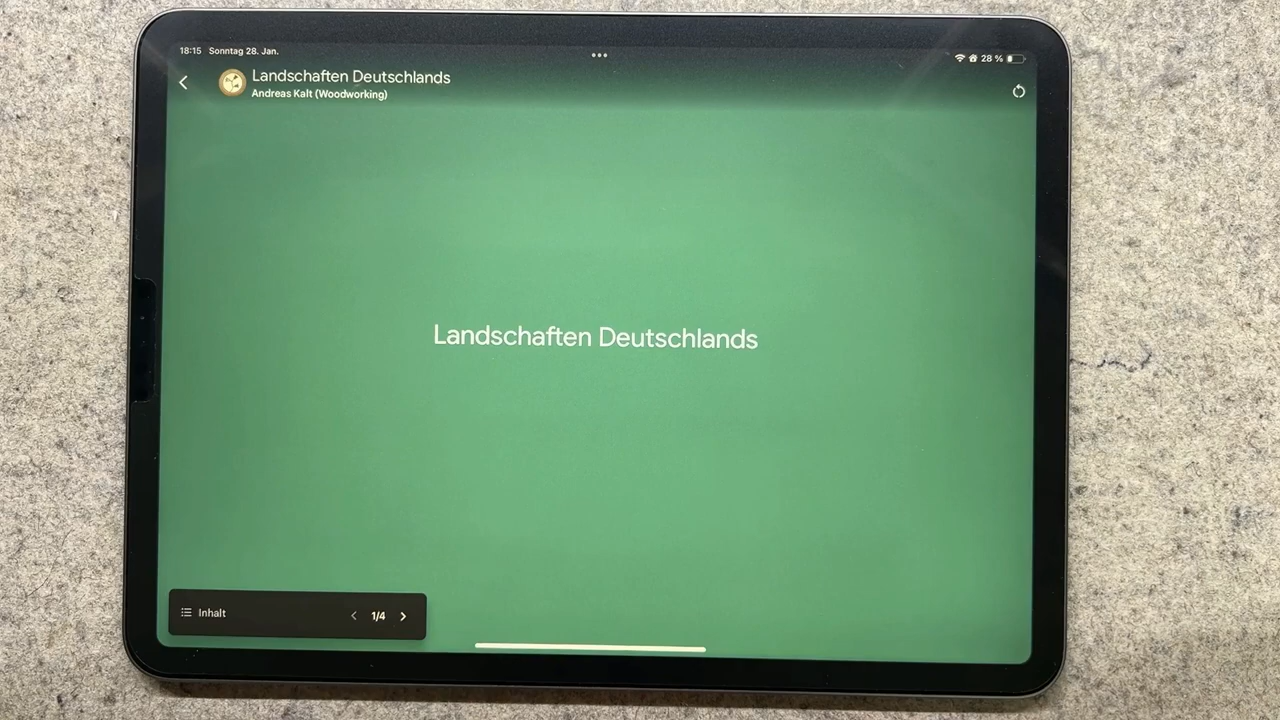 18:15 Sonntag 28. Jan.
28 %
Landschaften Deutschlands
Andreas Kalt (Woodworking)
Landschaften Deutschlands
Inhalt
1/4